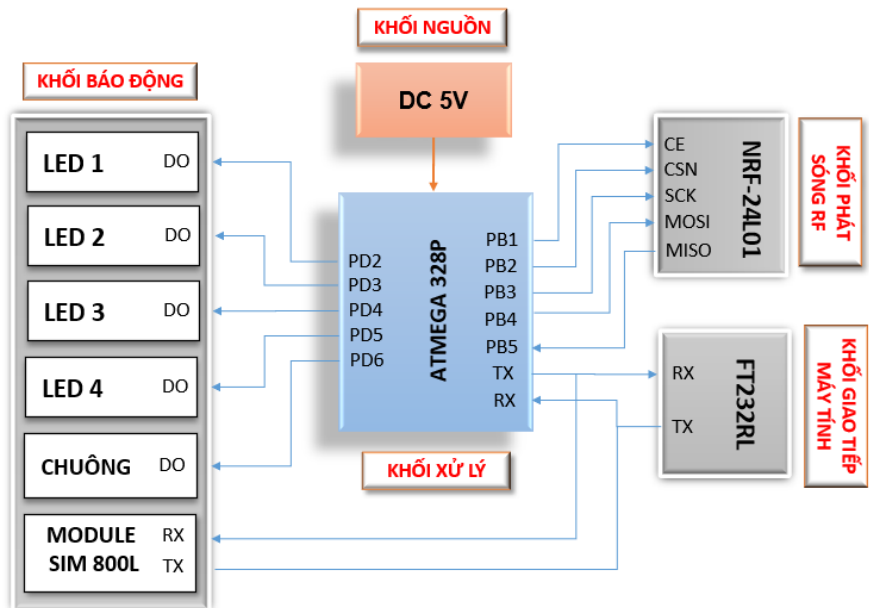 KHỐI NGUỒN
DC 5V
KHỐI BÁO ĐỘNG
LED 1 DO
LED 2 DO
LED 3 DO
LED 4 DO
CHUÔNG DO
MODULE RX
SIM 800L TX
PD2
PD3
PD4
PD5
PD6
ATMEGA 328P
PB1
PB2
PB3
PB4
PB5
TX
RX
KHỐI XỬ LÝ
CE
CSN
SCK
MOSI
MISO
NRF-24L01
KHỐI PHÁT
SÓNG RF
RX
TX
FT232RL
KHỐI GIAO TIẾP
MÁY TÍNH